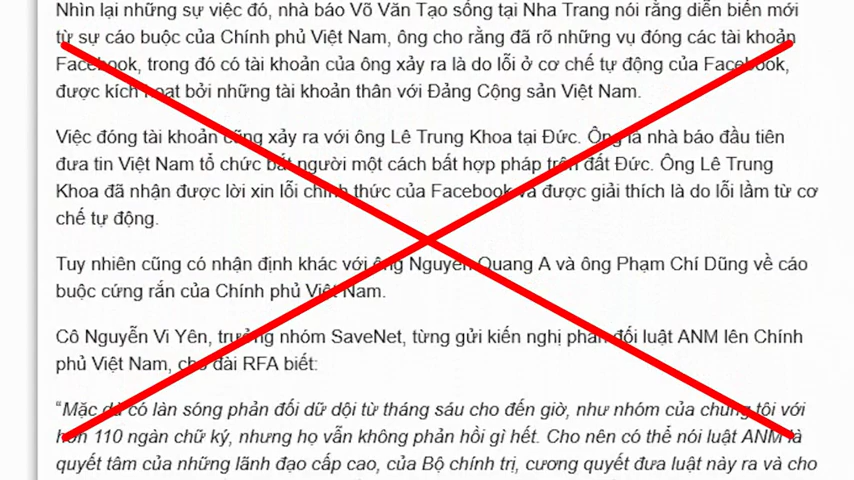 Nhìn lại những sự việc đó, nhà báo Võ Văn Tạo sống tại Nha Trang nói rằng diễn biến mới
từ sự cáo buộc của Chính phủ Việt Nam, ông cho rằng đã rõ những vụ đóng các tài khoản
Facebook, trong đó có tài khoản của ông xảy ra là do lỗi ở cơ chế tự động của Facebook,
được kích hoạt bởi những tài khoản thân với Đảng Cộng sản Việt Nam.
Việc đóng tài khoản cũng xảy ra với ông Lê Trung Khoa tại Đức. Ông là nhà báo đầu tiên
đưa tin Việt Nam tổ chức bắt người một cách bất hợp pháp trên đất Đức. Ông Lê Trung
Khoa đã nhận được lời xin lỗi chính thức của Facebook và được giải thích là do lỗi lầm từ cơ
chế tự động.
Tuy nhiên cũng có nhận định khác với ông Nguyễn Quang A và ông Phạm Chí Dũng về cáo
buộc cứng rắn của Chính phủ Việt Nam.
Cô Nguyễn Vi Yên, trưởng nhóm SaveNet, từng gửi kiến nghị phản đối luật ANM lên Chính
phủ Việt Nam, cho đài RFA biết:
“Mặc dù có làn sóng phản đối dữ dội từ tháng sáu cho đến giờ, như nhóm của chúng tôi với
hơn 110 ngàn chữ ký, nhưng họ vẫn không phản hồi gì hết. Cho nên có thể nói luật ANM là
quyết tâm của những lãnh đạo cấp cao, của Bộ chính trị, cương quyết đưa luật này ra và cho